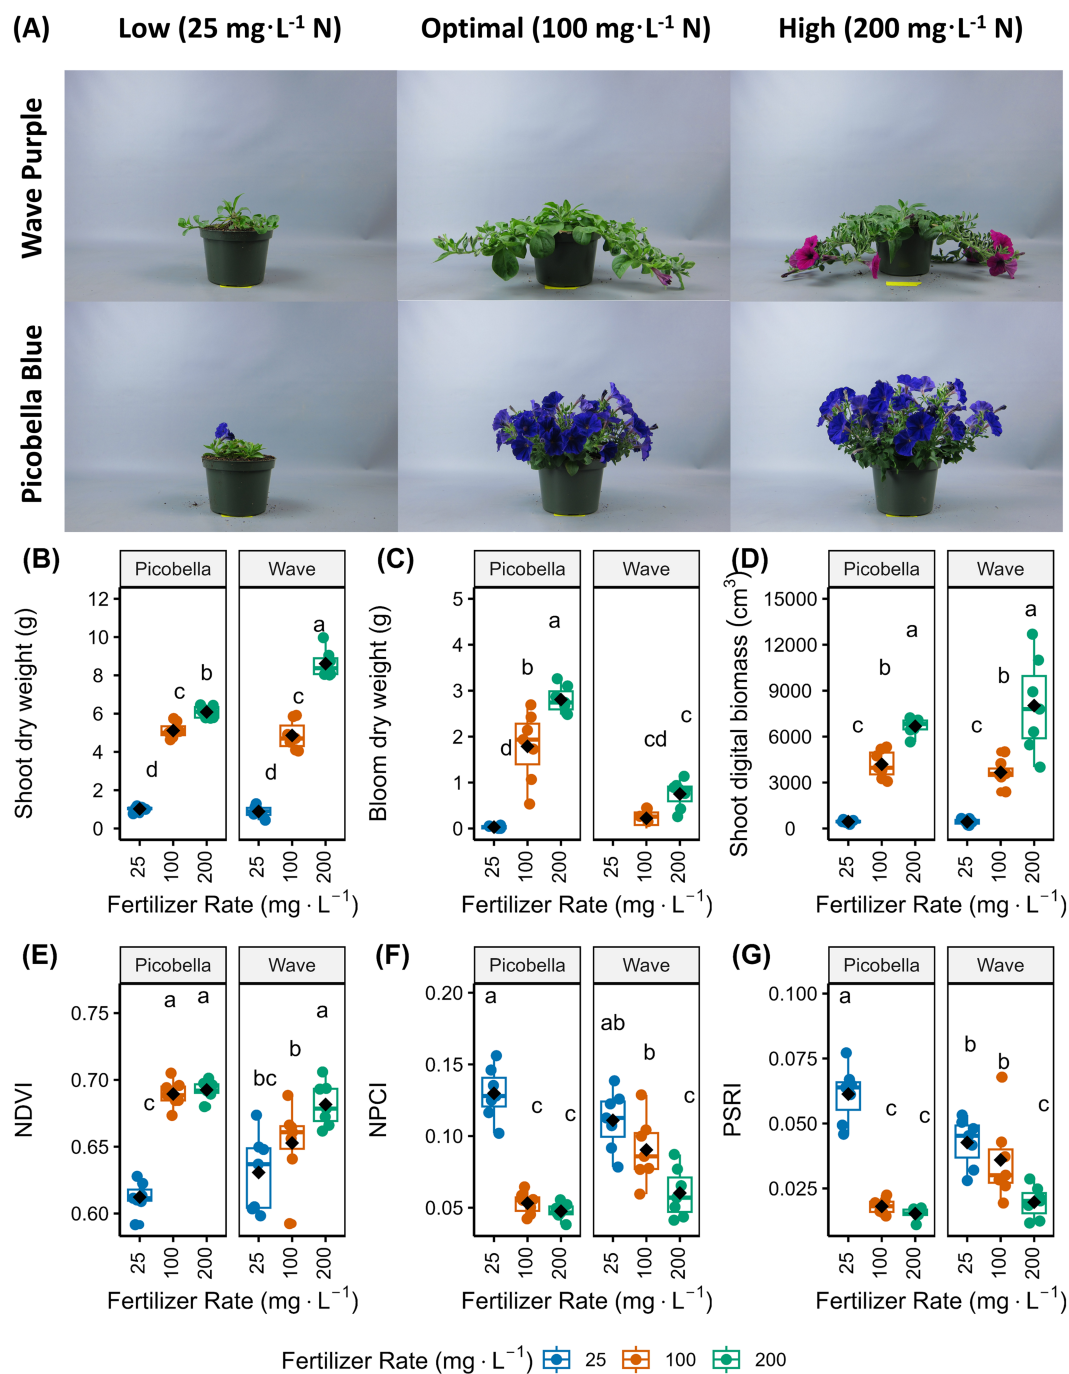 (A) Low (25 mg·L-1 N) Optimal (100 mg·L-1 N) High (200 mg·L-1 N)
Wave Purple
Picobella Blue
(B) Picobella Wave
Shoot dry weight (g)
12
10
8
6
4
2
0
d c b
d c a
25 100 200 25 100 200
Fertilizer Rate (mg · L−1)
(C) Picobella Wave
Bloom dry weight (g)
5
4
3
2
1
0
d b a
cd c
25 100 200 25 100 200
Fertilizer Rate (mg · L−1)
(D) Picobella Wave
Shoot digital biomass (cm3)
15000
12000
9000
6000
3000
0
c b a
c b a
25 100 200 25 100 200
Fertilizer Rate (mg · L−1)
(E) Picobella Wave
NDVI
0.75
0.70
0.65
0.60
c a a
bc b a
25 100 200 25 100 200
Fertilizer Rate (mg · L−1)
(F) Picobella Wave
NPCI
0.20
0.15
0.10
0.05
a c c
ab b c
25 100 200 25 100 200
Fertilizer Rate (mg · L−1)
(G) Picobella Wave
PSRI
0.100
0.075
0.050
0.025
a c c
b b c
25 100 200 25 100 200
Fertilizer Rate (mg · L−1)
Fertilizer Rate (mg · L−1) 25 100 200